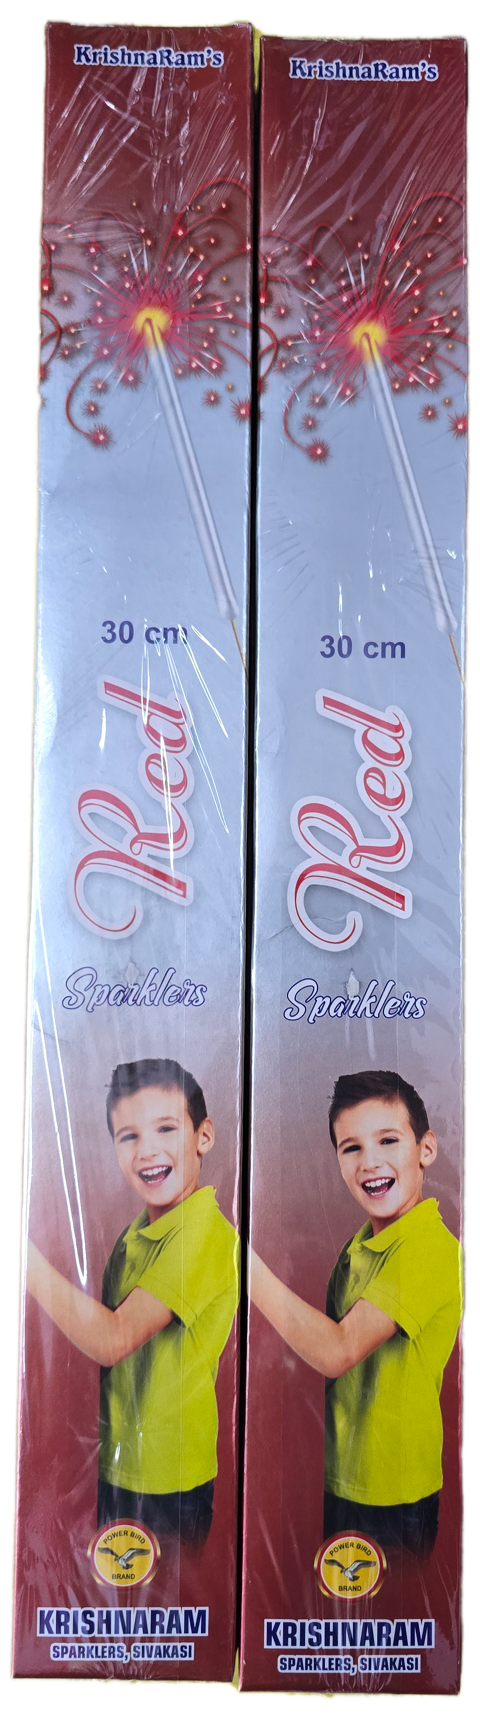 KrishnaRam's
30 cm
Red
Sparklers
POWER BIRD
BRAND
KRISHNARAM
SPARKLERS, SIVAKASI
KrishnaRam's
30 cm
Red
Sparklers
POWER BIRD
BRAND
KRISHNARAM
SPARKLERS, SIVAKASI